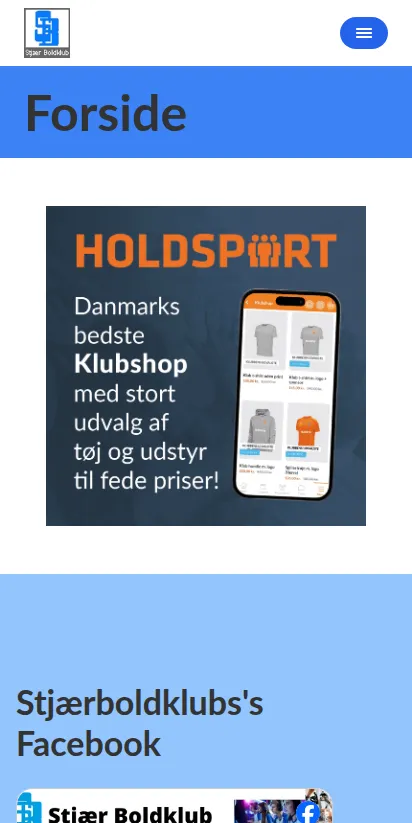 Stjær Boldklub
Forside
HOLDSPORT
Danmarks
bedste
Klubshop
med stort
udvalg af
tøj og udstyr
til fede priser!
Stjærboldklubs's
Facebook
Stjær Boldklub